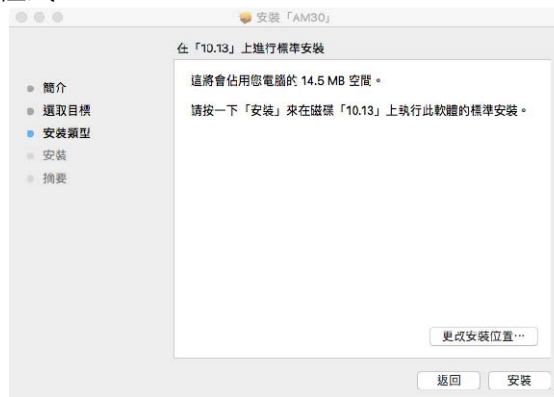 安裝「AM30」
在「10.13」上進行標準安裝
簡介
選取目標
安裝類型
安裝
摘要
這將會佔用您電腦的 14.5 MB 空間。
請按一下「安裝」來在磁碟「10.13」上執行此軟體的標準安裝。
更改安裝位置…
返回
安裝